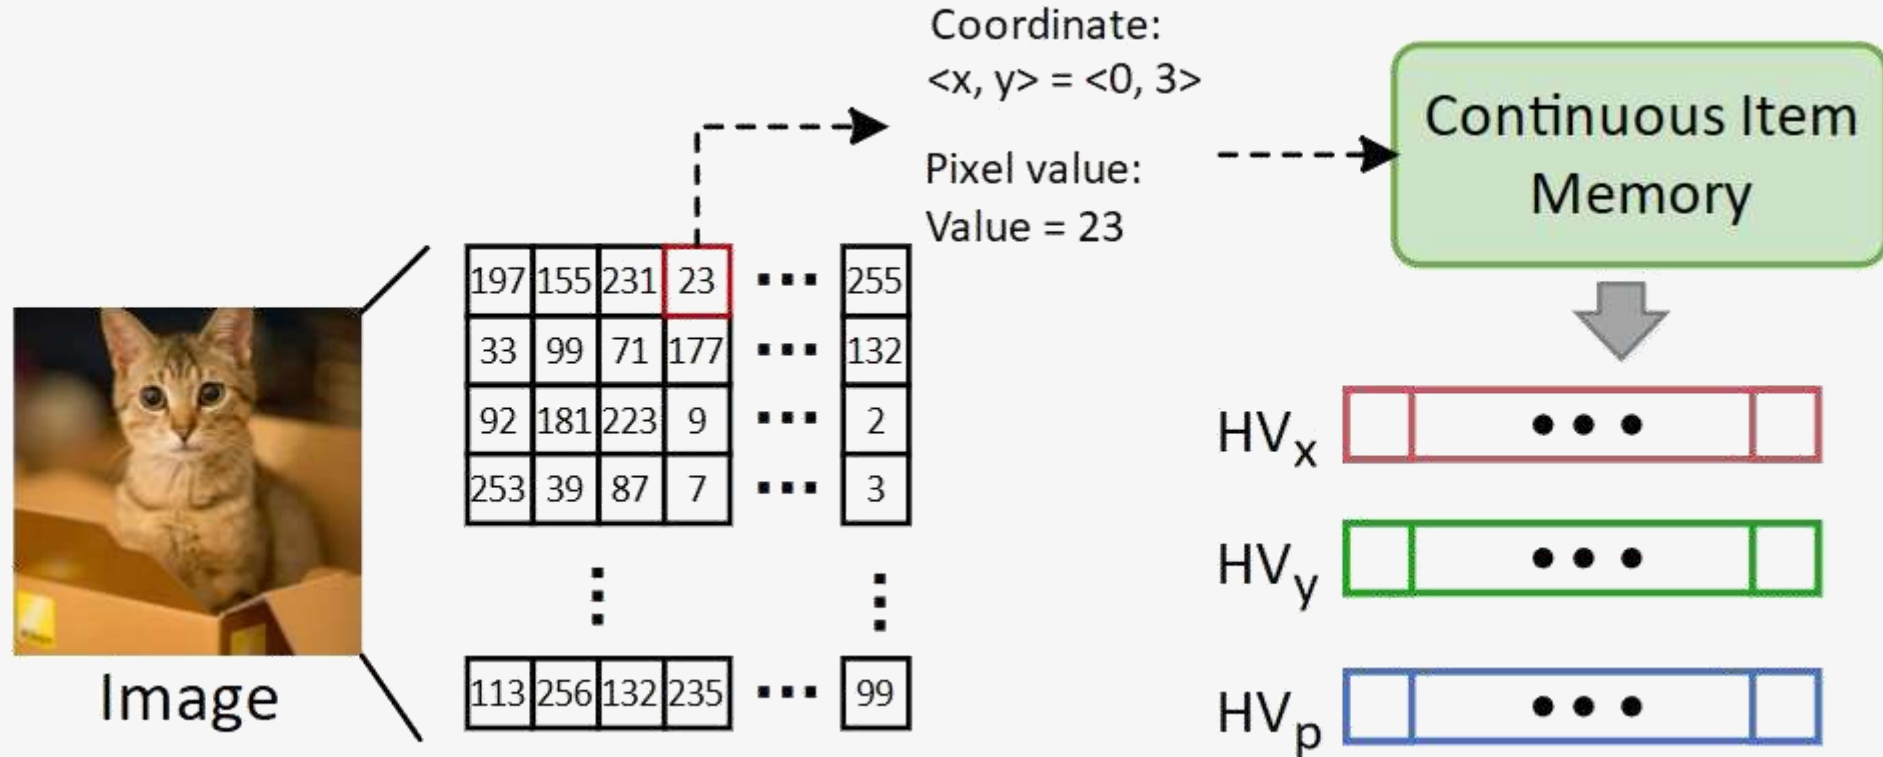 Coordinate:
<x, y> = <0, 3>
Pixel value:
Value = 23
Continuous Item
Memory
197 155 231 23 ••• 255
33 99 71 177 ••• 132
92 181 223 9 ••• 2
253 39 87 7 ••• 3
113 256 132 235 ••• 99
Image
HVx
HVy
HVp